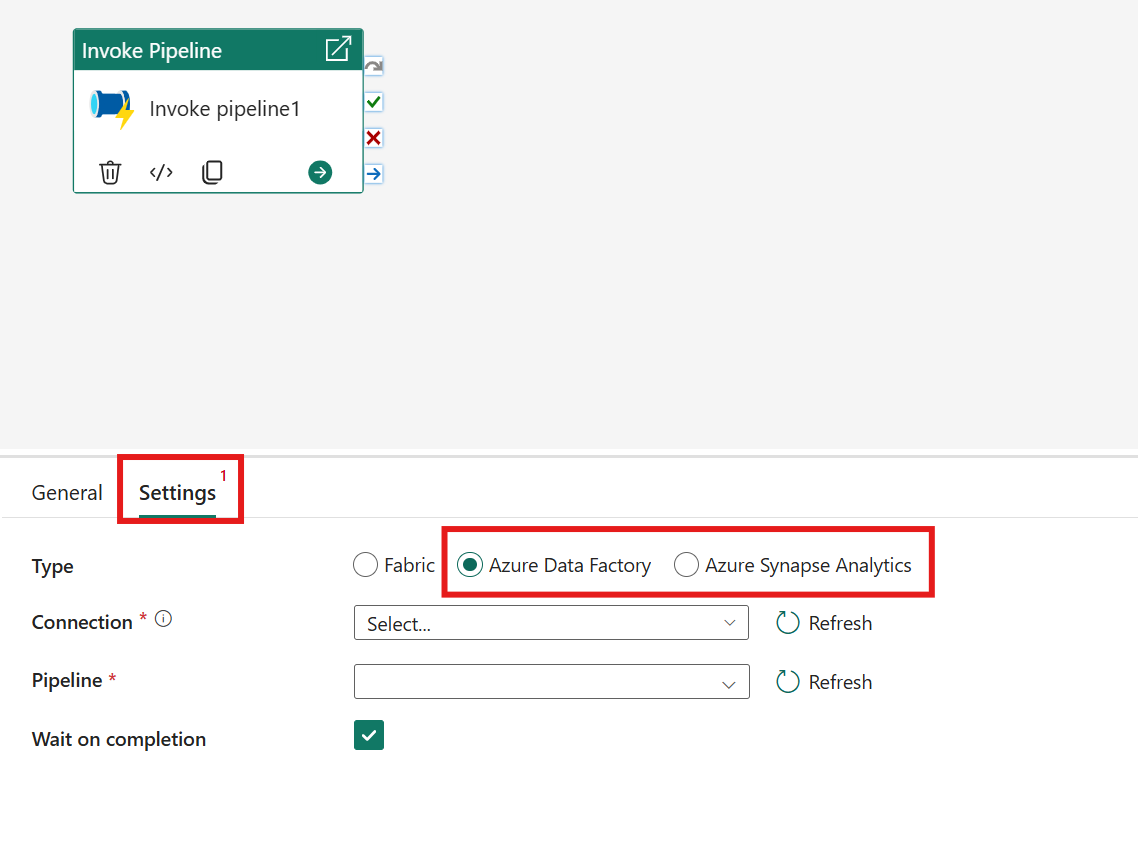 Invoke Pipeline
Invoke pipeline1
General Settings 1
Type Fabric Azure Data Factory Azure Synapse Analytics
Connection * Select... Refresh
Pipeline * Refresh
Wait on completion